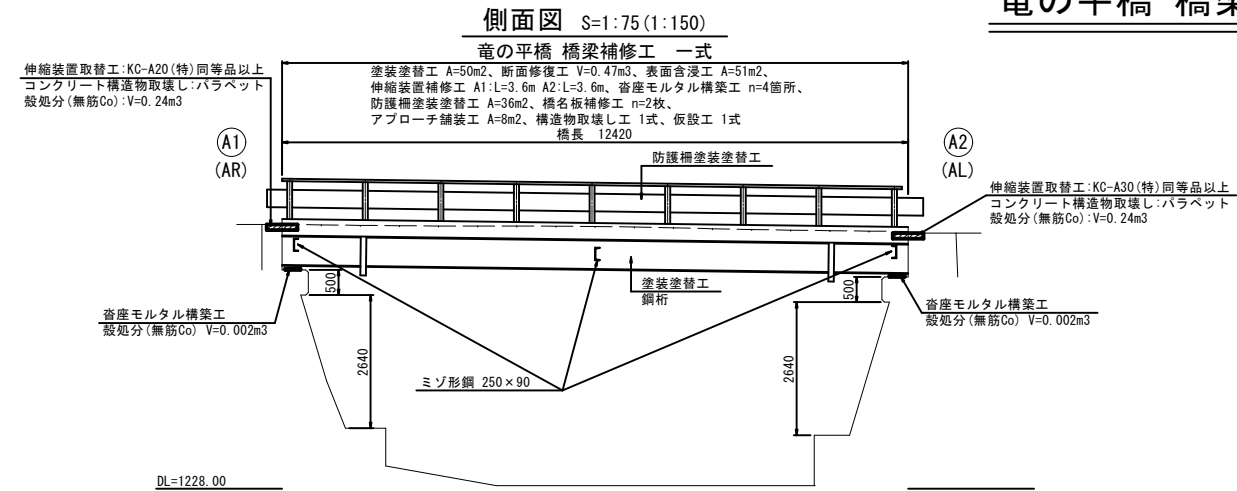 竜の平橋 橋梁
側面図 S=1:75(1:150)
竜の平橋 橋梁補修工 一式
塗装塗替工 A=50m2、断面修復工 V=0.47m3、表面含浸工 A=51m2、
伸縮装置補修工 A1:L=3.6m A2:L=3.6m、沓座モルタル構築工 n=4箇所、
防護柵塗装塗替工 A=36m2、橋名板補修工 n=2枚、
アプローチ舗装工 A=8m2、構造物取壊し工 1式、仮設工 1式
橋長 12420
伸縮装置取替工:KC-A20(特)同等品以上
コンクリート構造物取壊し:パラペット
殻処分(無筋Co):V=0.24m3
A1
(AR)
防護柵塗装塗替工
A2
(AL)
伸縮装置取替工:KC-A30(特)同等品以上
コンクリート構造物取壊し:パラペット
殻処分(無筋Co):V=0.24m3
500
塗装塗替工
鋼桁
500
沓座モルタル構築工
殻処分(無筋Co) V=0.002m3
沓座モルタル構築工
殻処分(無筋Co) V=0.002m3
2640
ミゾ形鋼 250×90
2640
DL=1228.00